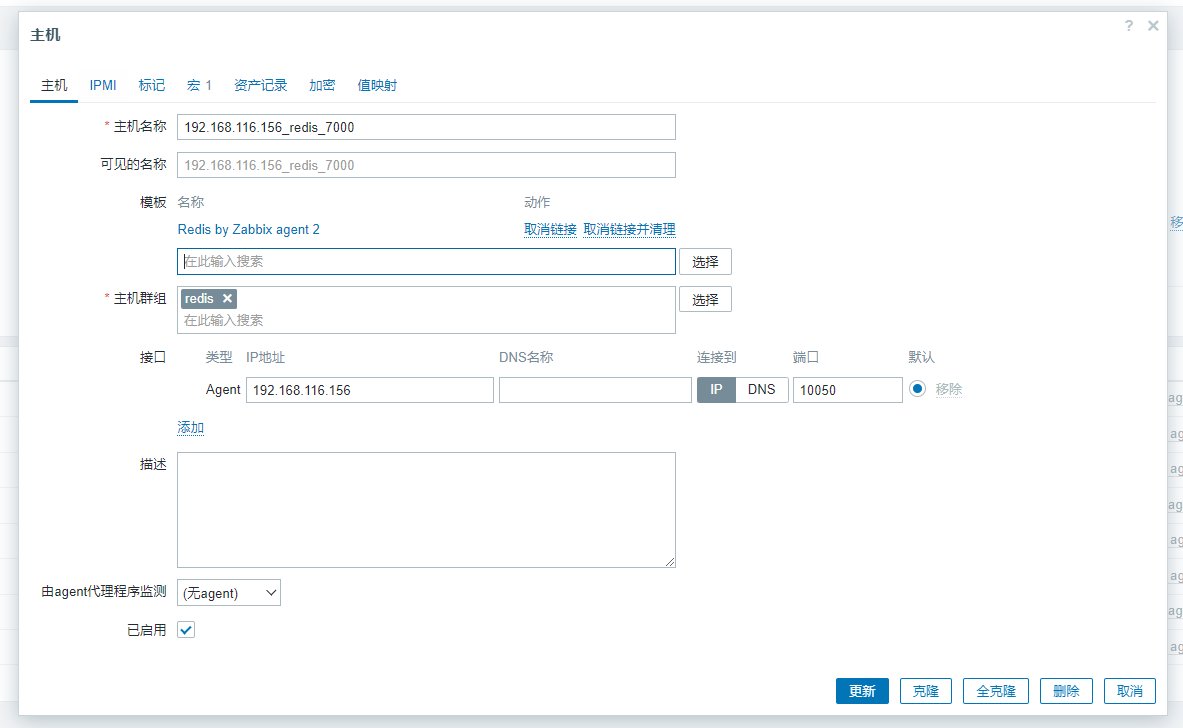 主机
?
主机 IPMI 标记 宏 1 资产记录 加密 值映射
* 主机名称 192.168.116.156_redis_7000
可见的名称 192.168.116.156_redis_7000
模板 名称 动作
Redis by Zabbix agent 2 取消链接 取消链接并清理
移
在此输入搜索 选择
* 主机群组 redis 选择
在此输入搜索
接口 类型 IP地址 DNS名称 连接到 端口 默认
Agent 192.168.116.156 IP DNS 10050 移除
ag
添加
ag
描述
ag
ag
ag
ag
由agent代理程序监测 (无agent)
ag
已启用
ag
更新 克隆 全克隆 删除 取消